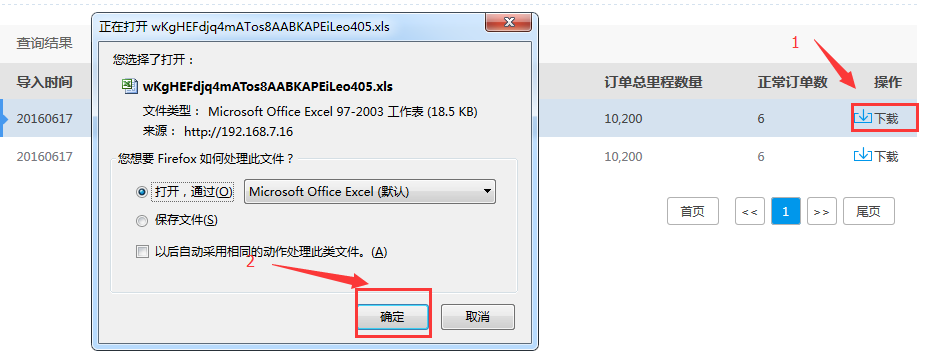 正在打开 wKgHEFdjq4mATos8AABKAPEiLeo405.xls
您选择了打开：
wKgHEFdjq4mATos8AABKAPEiLeo405.xls
文件类型： Microsoft Office Excel 97-2003 工作表 (18.5 KB)
来源： http://192.168.7.16
您想要 Firefox 如何处理此文件？
打开，通过(O) Microsoft Office Excel (默认)
保存文件(S)
以后自动采用相同的动作处理此类文件。(A)
2
确定 取消
查询结果
1
导入时间 订单总里程数量 正常订单数 操作
20160617 10,200 6 下载
20160617 10,200 6 下载
首页 << 1 >> 尾页